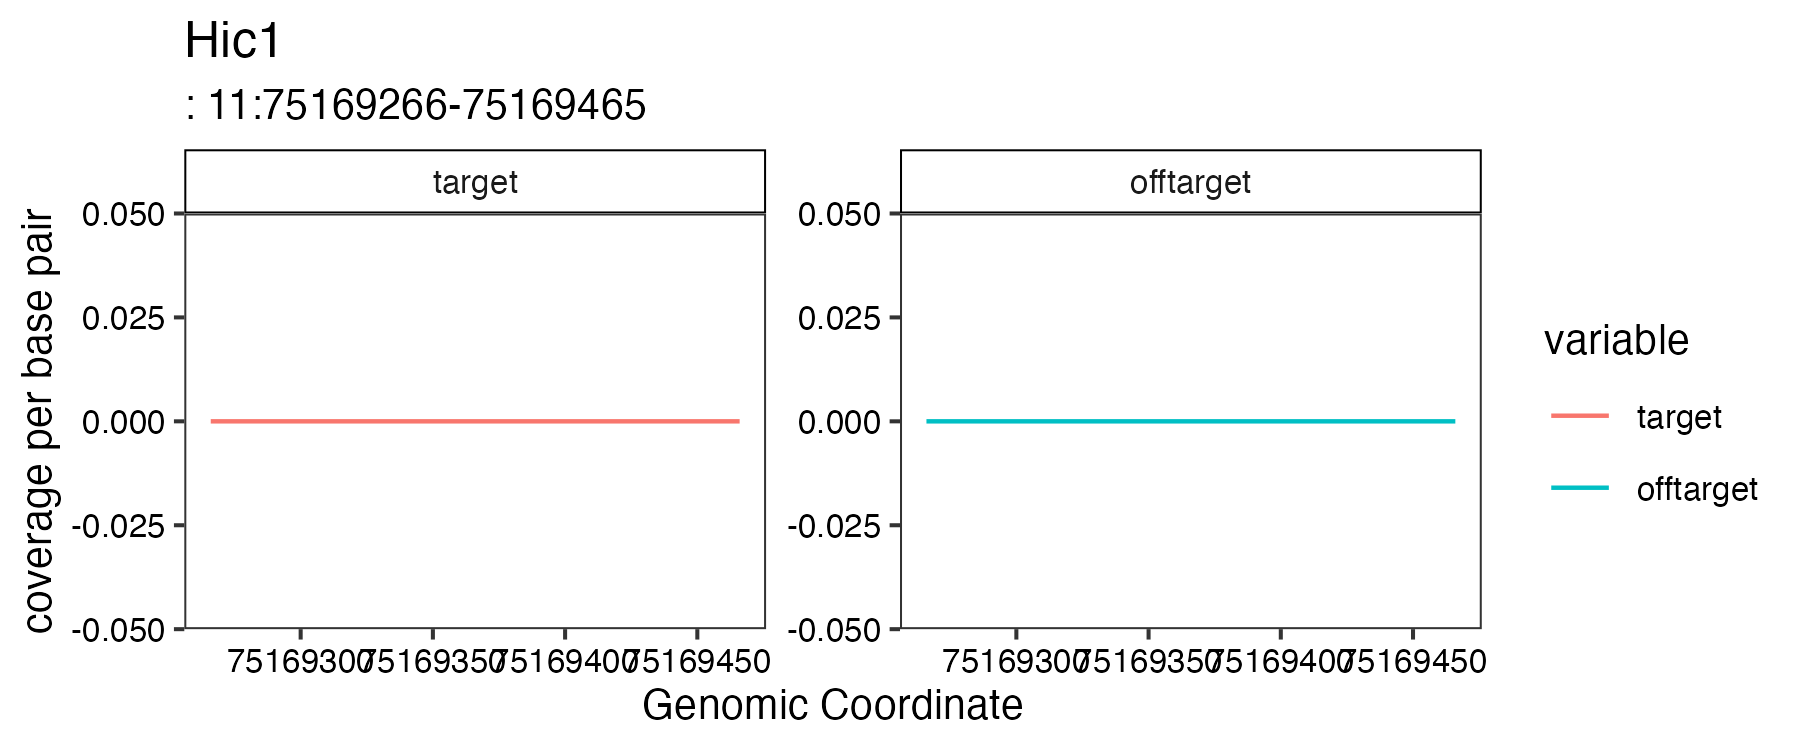 Hic1
: 11:75169266-75169465
target
offtarget
coverage per base pair
0.050
0.025
0.000
-0.025
-0.050
0.050
0.025
0.000
-0.025
-0.050
75169300 75169350 75169400 75169450
75169300 75169350 75169400 75169450
Genomic Coordinate
variable
target
offtarget